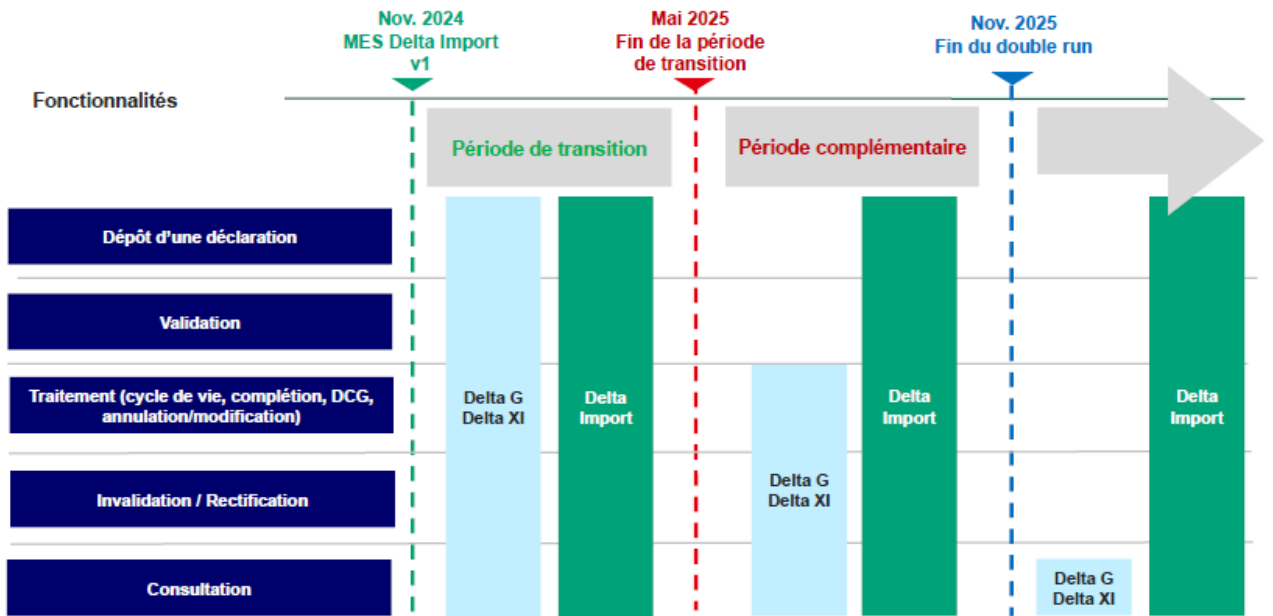 Nov. 2024
MES Delta Import
v1
Mai 2025
Fin de la période
de transition
Nov. 2025
Fin du double run
Fonctionnalités
Période de transition
Période complémentaire
Dépôt d'une déclaration
Validation
Traitement (cycle de vie, complétion, DCG,
annulation/modification)
Delta G
Delta XI
Delta
Import
Delta
Import
Delta
Import
Invalidation / Rectification
Delta G
Delta XI
Consultation
Delta G
Delta XI